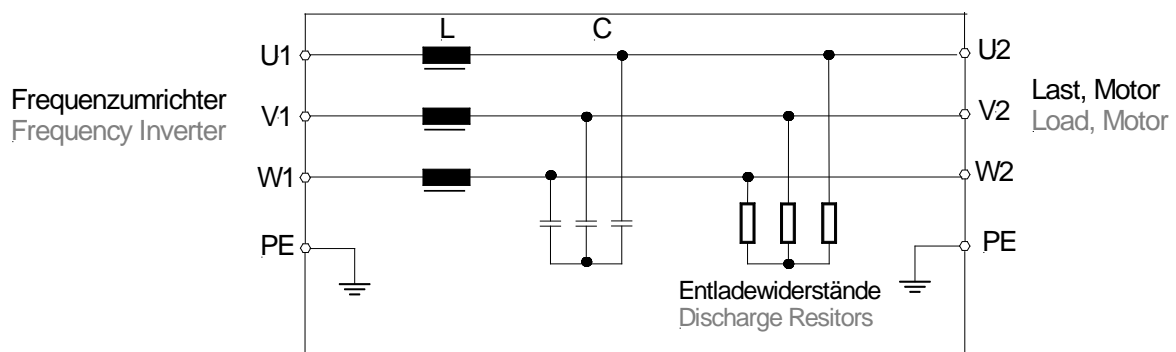 L
C
U1
U2
Frequenzumrichter
Frequency Inverter
V1
V2
Last, Motor
Load, Motor
W1
W2
PE
PE
Entladewiderstände
Discharge Resitors